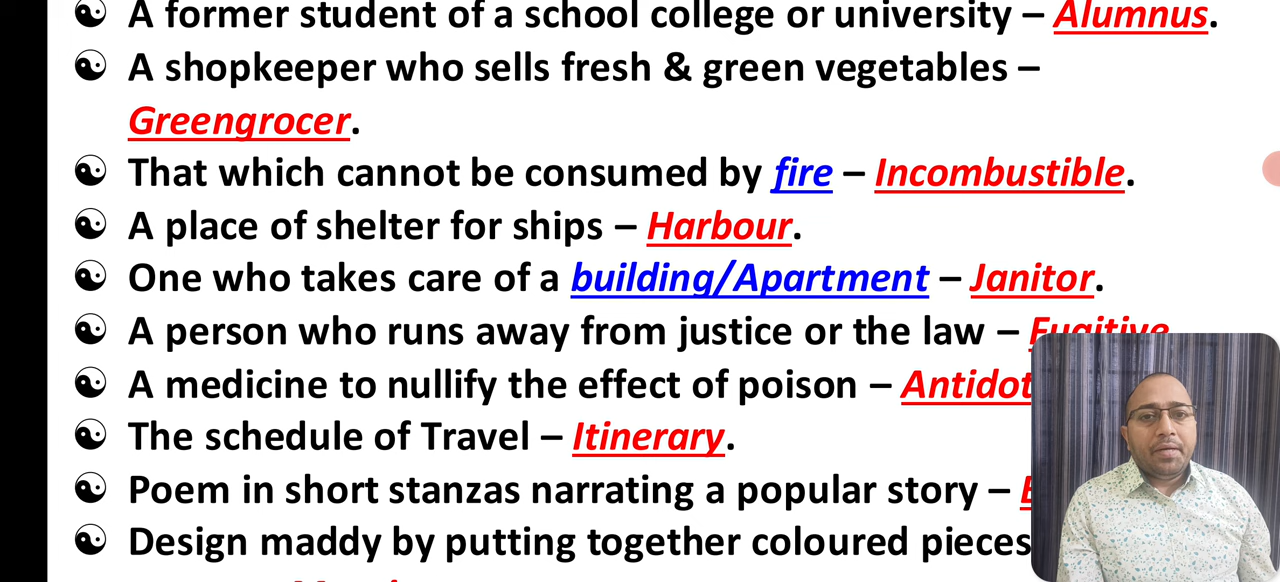 A former student of a school college or university – Alumnus.
A shopkeeper who sells fresh & green vegetables –
Greengrocer.
That which cannot be consumed by fire – Incombustible.
A place of shelter for ships – Harbour.
One who takes care of a building/Apartment – Janitor.
A person who runs away from justice or the law – Fugitive
A medicine to nullify the effect of poison –
The schedule of Travel – Itinerary.
Poem in short stanzas narrating a popular story –
Design maddy by putting together coloured pieces